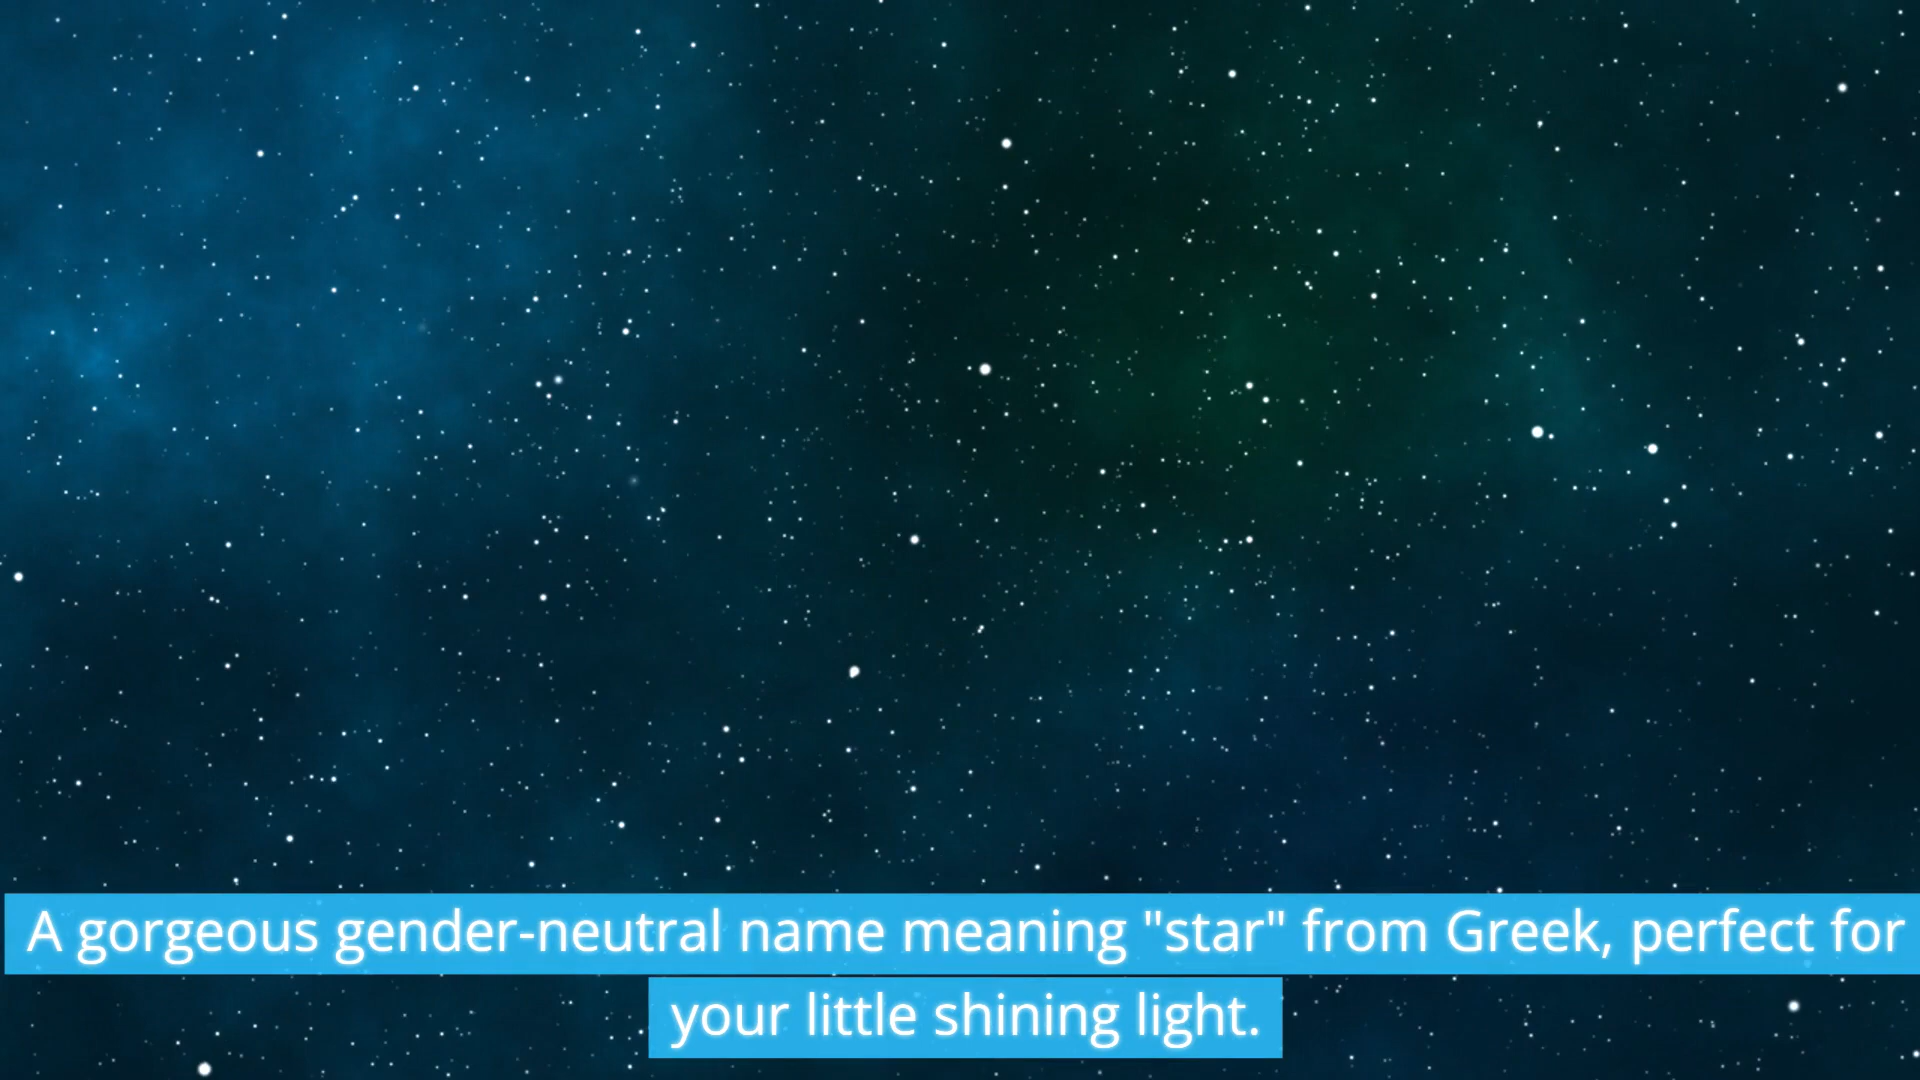 A gorgeous gender-neutral name meaning "star" from Greek, perfect for
your little shining light.